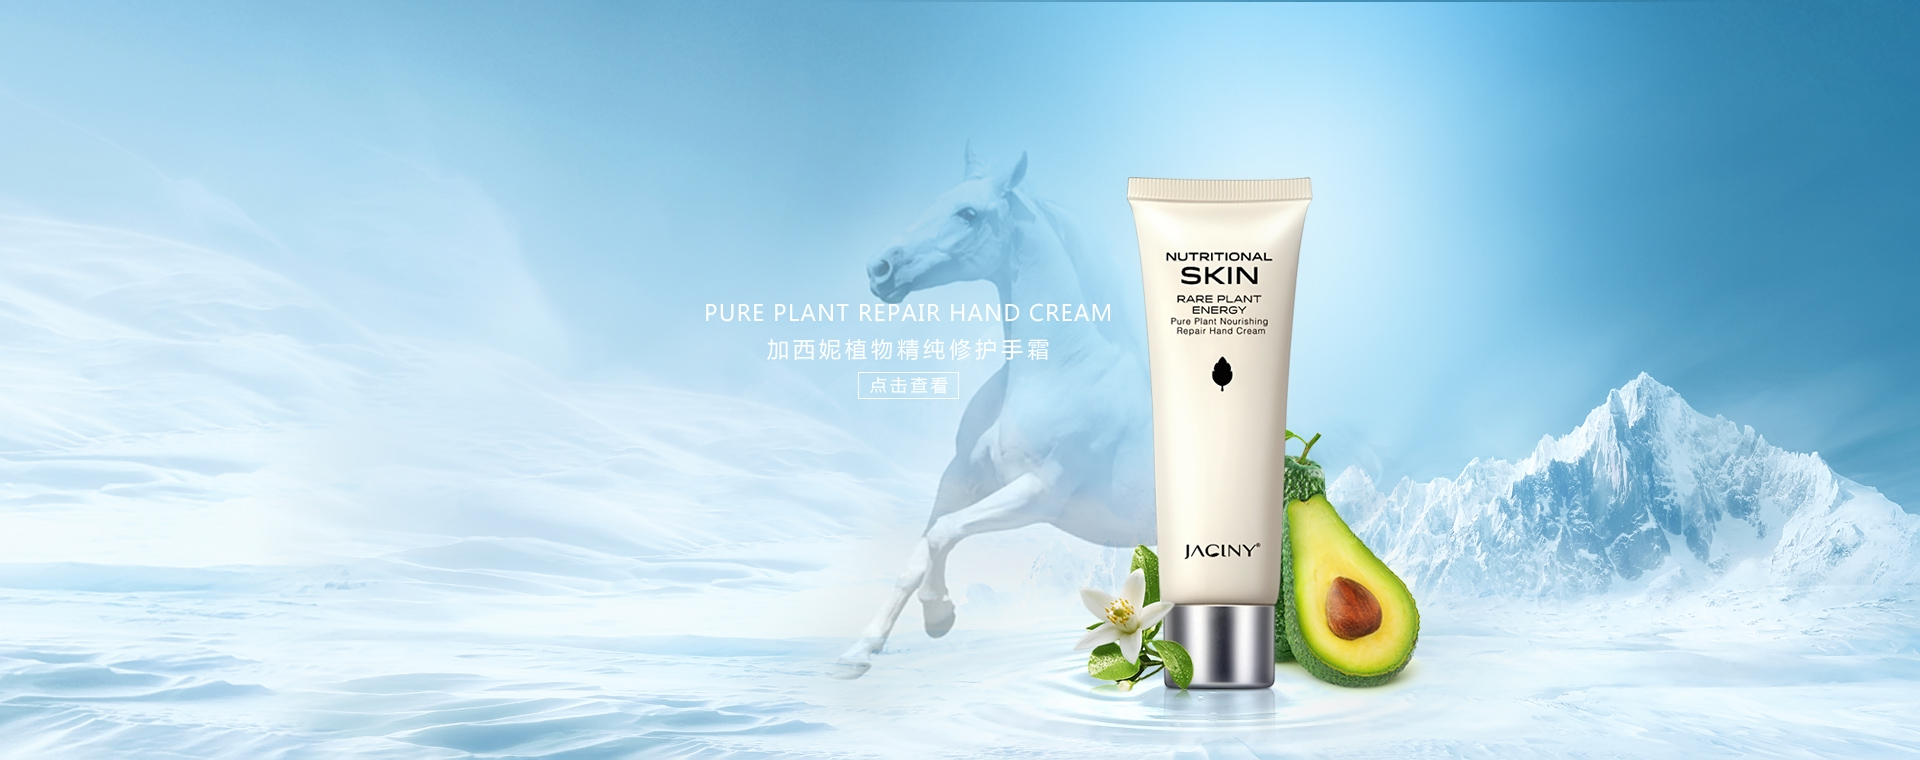 PURE PLANT REPAIR HAND CREAM
加西妮植物精纯修护手霜
点击查看
NUTRITIONAL
SKIN
RARE PLANT
ENERGY
Pure Plant Nourishing
Repair Hand Cream
JACINY®